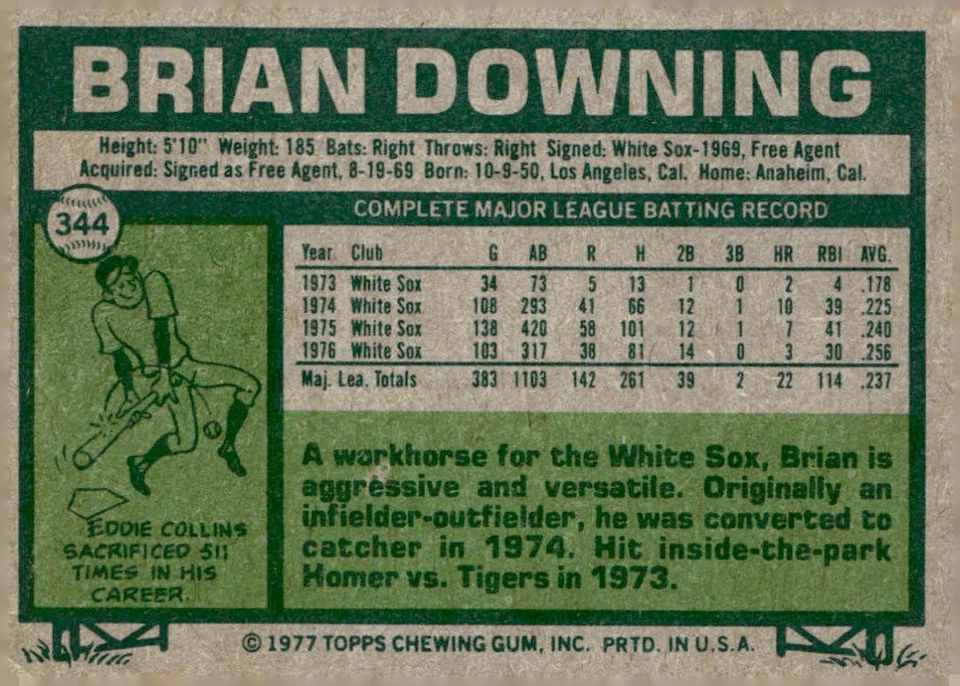 BRIAN DOWNING
Height: 5'10" Weight: 185 Bats: Right Throws: Right Signed: White Sox-1969, Free Agent
Acquired: Signed as Free Agent, 8-19-69 Born: 10-9-50, Los Angeles, Cal. Home: Anaheim, Cal.
344
COMPLETE MAJOR LEAGUE BATTING RECORD
Year Club G AB R H 2B 3B HR RBI AVG.
1973 White Sox 34 73 5 13 1 0 2 4 .178
1974 White Sox 108 293 41 66 12 1 10 39 .225
1975 White Sox 138 420 58 101 12 1 7 41 .240
1976 White Sox 103 317 38 81 14 0 3 30 .256
Maj. Lea. Totals 383 1103 142 261 39 2 22 114 .237
A workhorse for the White Sox, Brian is
aggressive and versatile. Originally an
infielder-outfielder, he was converted to
catcher in 1974. Hit inside-the-park
Homer vs. Tigers in 1973.
EDDIE COLLINS
SACRIFICED 511
TIMES IN HIS
CAREER.
© 1977 TOPPS CHEWING GUM, INC. PRTD. IN U.S.A.